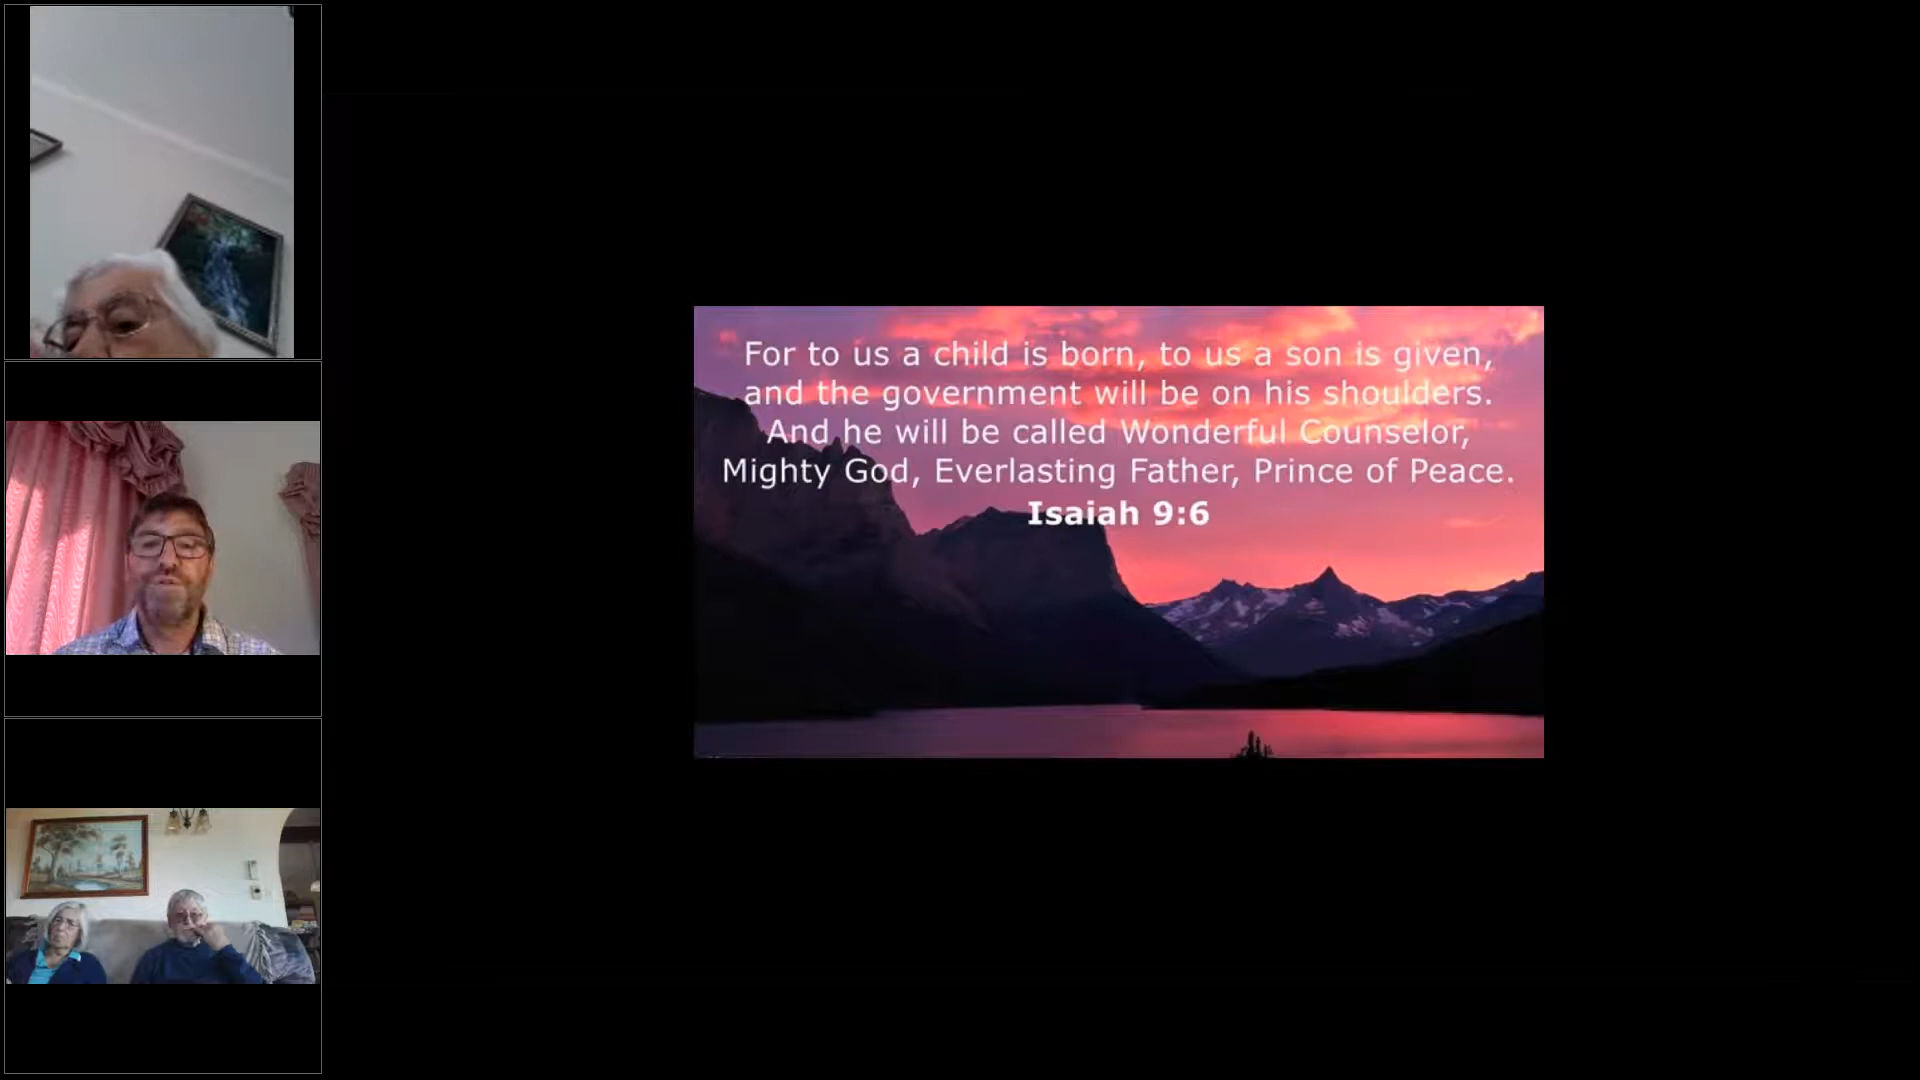 For to us a child is born, to us a son is given,
and the government will be on his shoulders.
And he will be called Wonderful Counselor,
Mighty God, Everlasting Father, Prince of Peace.
Isaiah 9:6